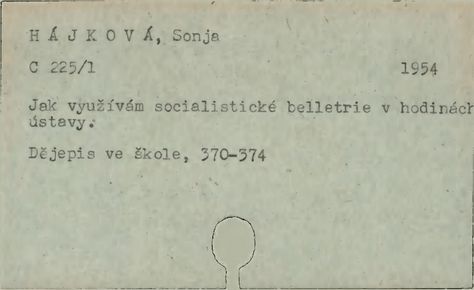 H Á J K O V Á, Sonja
C 225/1 1954
Jak využívám socialistické belletrie v hodinách
ústavy.
Dějepis ve škole, 370-374